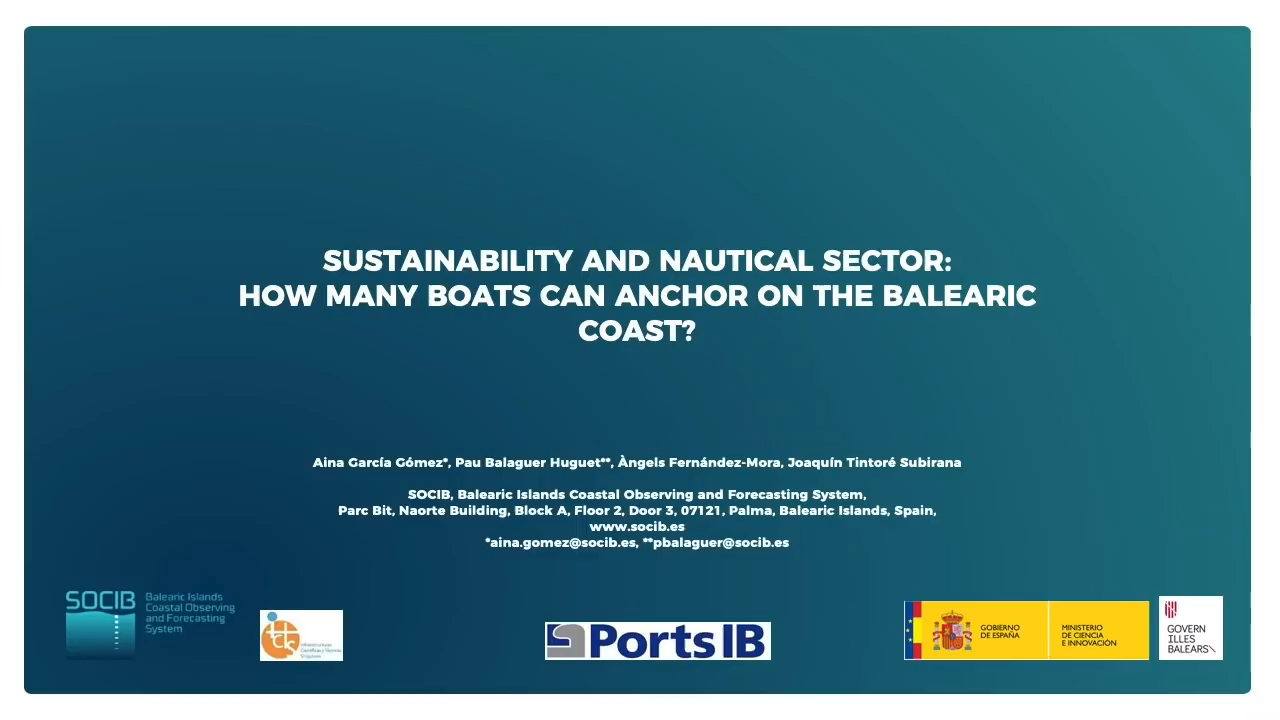 SUSTAINABILITY AND NAUTICAL SECTOR:
HOW MANY BOATS CAN ANCHOR ON THE BALEARIC
COAST?
Aina García Gómez*, Pau Balaguer Huguet**, Àngels Fernández-Mora, Joaquín Tintoré Subirana
SOCIB, Balearic Islands Coastal Observing and Forecasting System,
Parc Bit, Naorte Building, Block A, Floor 2, Door 3, 07121, Palma, Balearic Islands, Spain,
www.socib.es
*aina.gomez@socib.es, **pbalaguer@socib.es
SOCIB
Balearic Islands
Coastal Observing
and Forecasting
System
PortsIB
GOBIERNO
DE ESPAÑA
MINISTERIO
DE CIENCIA
E INNOVACIÓN
GOVERN
ILLES
BALEARS